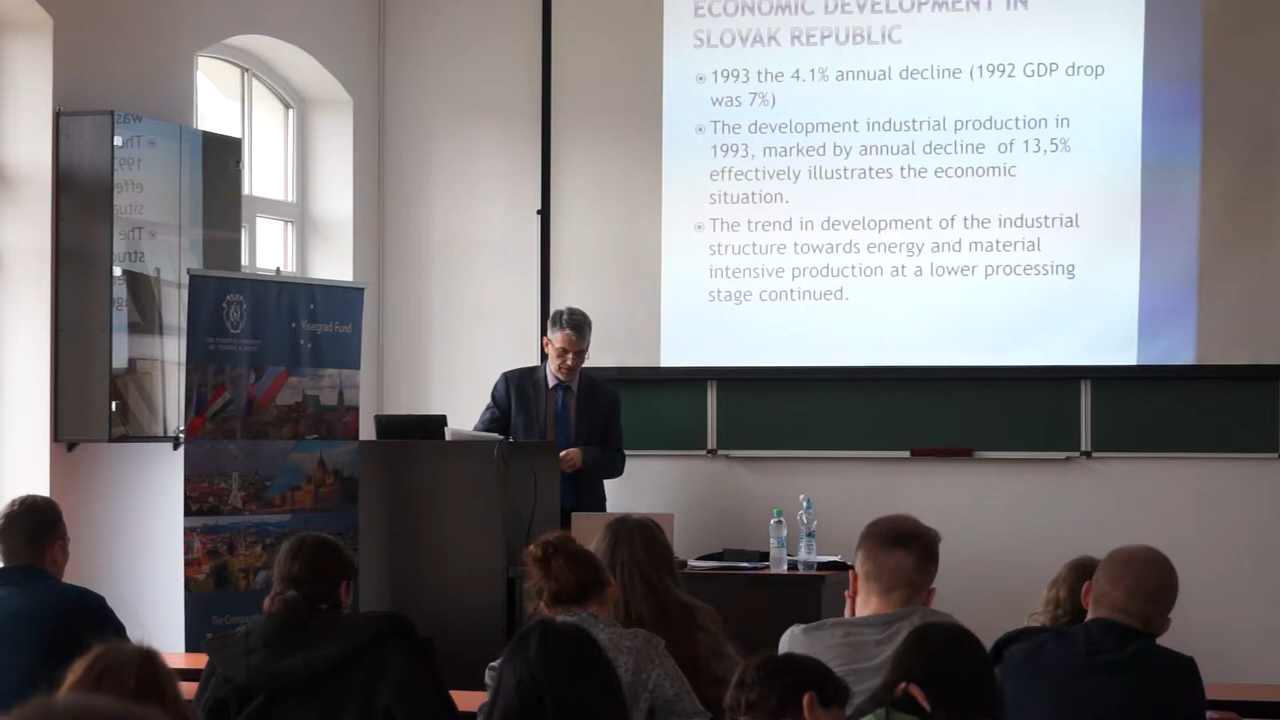 ECONOMIC DEVELOPMENT IN
SLOVAK REPUBLIC
1993 the 4.1% annual decline (1992 GDP drop
was 7%)
The development industrial production in
1993, marked by annual decline of 13,5%
effectively illustrates the economic
situation.
The trend in development of the industrial
structure towards energy and material
intensive production at a lower processing
stage continued.
Visegrad Fund
The